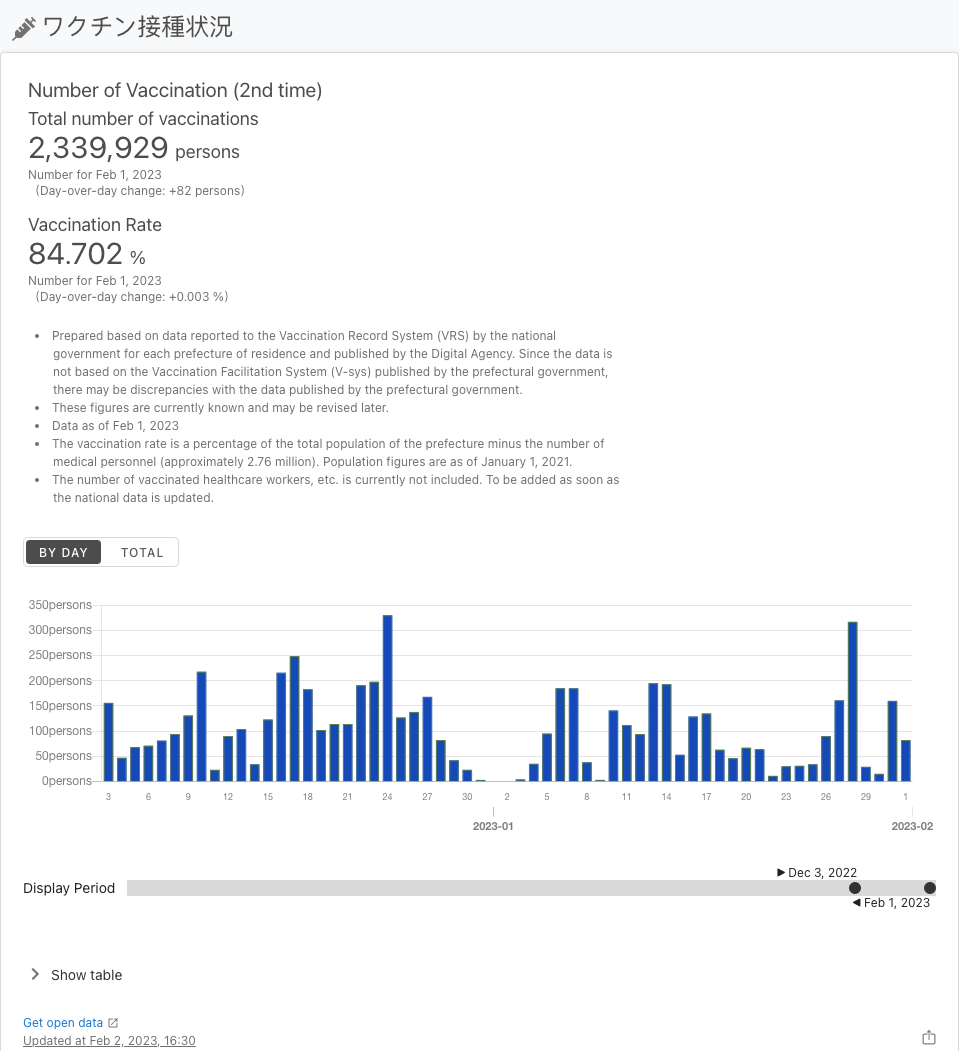 ワクチン接種状況
Number of Vaccination (2nd time)
Total number of vaccinations
2,339,929 persons
Number for Feb 1, 2023
(Day-over-day change: +82 persons)
Vaccination Rate
84.702 %
Number for Feb 1, 2023
(Day-over-day change: +0.003 %)
• Prepared based on data reported to the Vaccination Record System (VRS) by the national
government for each prefecture of residence and published by the Digital Agency. Since the data is
not based on the Vaccination Facilitation System (V-sys) published by the prefectural government,
there may be discrepancies with the data published by the prefectural government.
• These figures are currently known and may be revised later.
• Data as of Feb 1, 2023
• The vaccination rate is a percentage of the total population of the prefecture minus the number of
medical personnel (approximately 2.76 million). Population figures are as of January 1, 2021.
• The number of vaccinated healthcare workers, etc. is currently not included. To be added as soon as
the national data is updated.
BY DAY TOTAL
350persons
300persons
250persons
200persons
150persons
100persons
50persons
0persons
3 6 9 12 15 18 21 24 27 30 2 5 8 11 14 17 20 23 26 29 1
2023-01 2023-02
▶ Dec 3, 2022
Display Period
◀ Feb 1, 2023
Show table
Get open data
Updated at Feb 2, 2023, 16:30